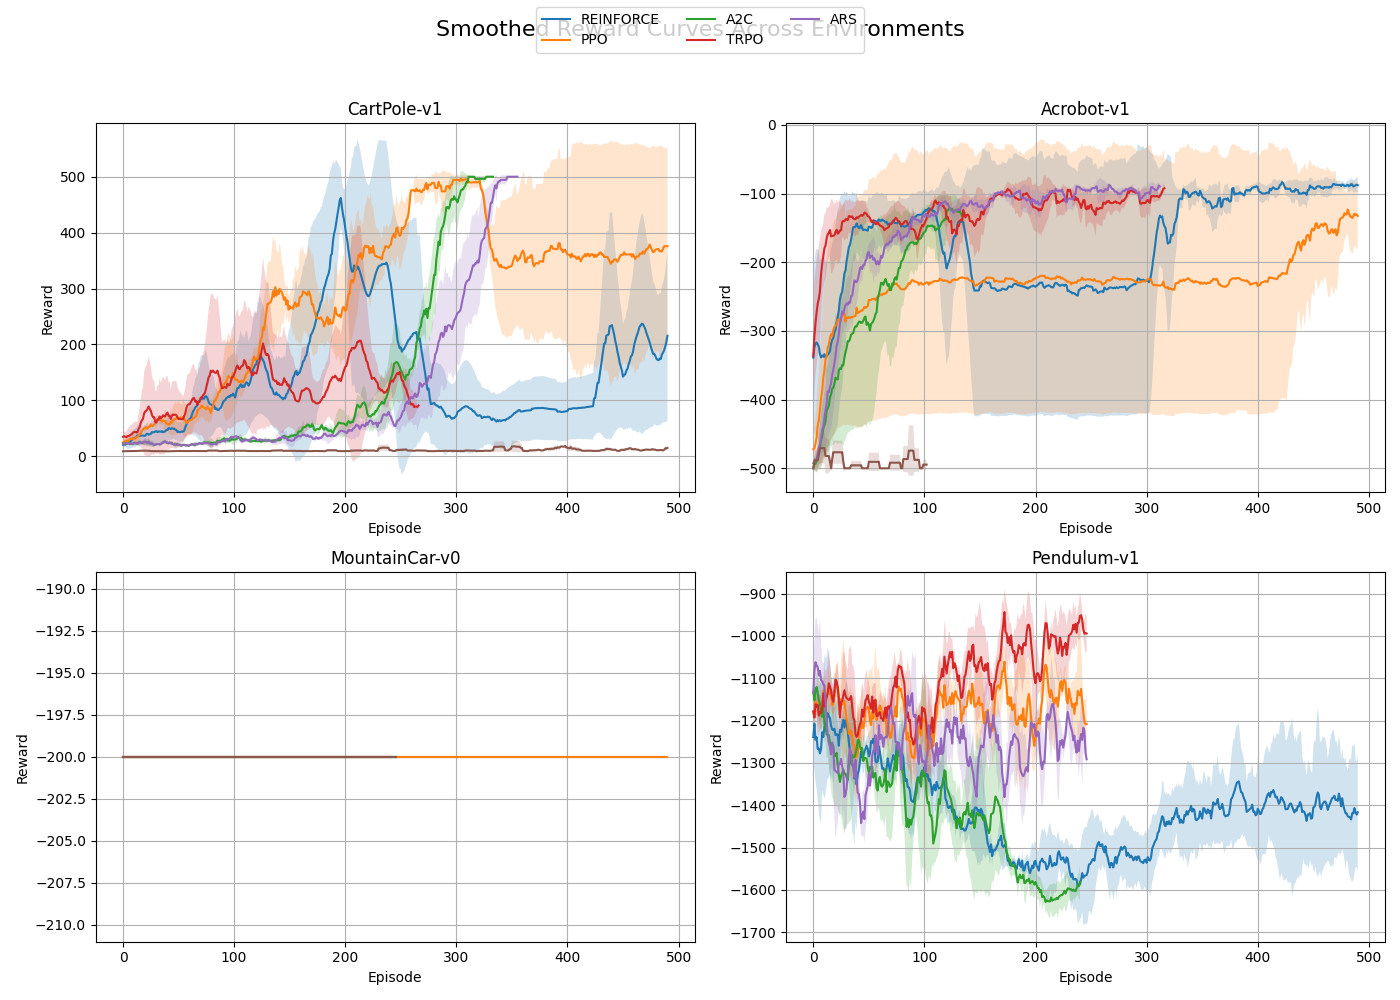 Smoothed Reward Curves Across Environments
REINFORCE A2C ARS
PPO TRPO
CartPole-v1
500
400
300
200
100
0
Reward
0 100 200 300 400 500
Episode
Acrobot-v1
0
−100
−200
−300
−400
−500
Reward
0 100 200 300 400 500
Episode
MountainCar-v0
−190.0
−192.5
−195.0
−197.5
−200.0
−202.5
−205.0
−207.5
−210.0
Reward
0 100 200 300 400 500
Episode
Pendulum-v1
−900
−1000
−1100
−1200
−1300
−1400
−1500
−1600
−1700
Reward
0 100 200 300 400 500
Episode